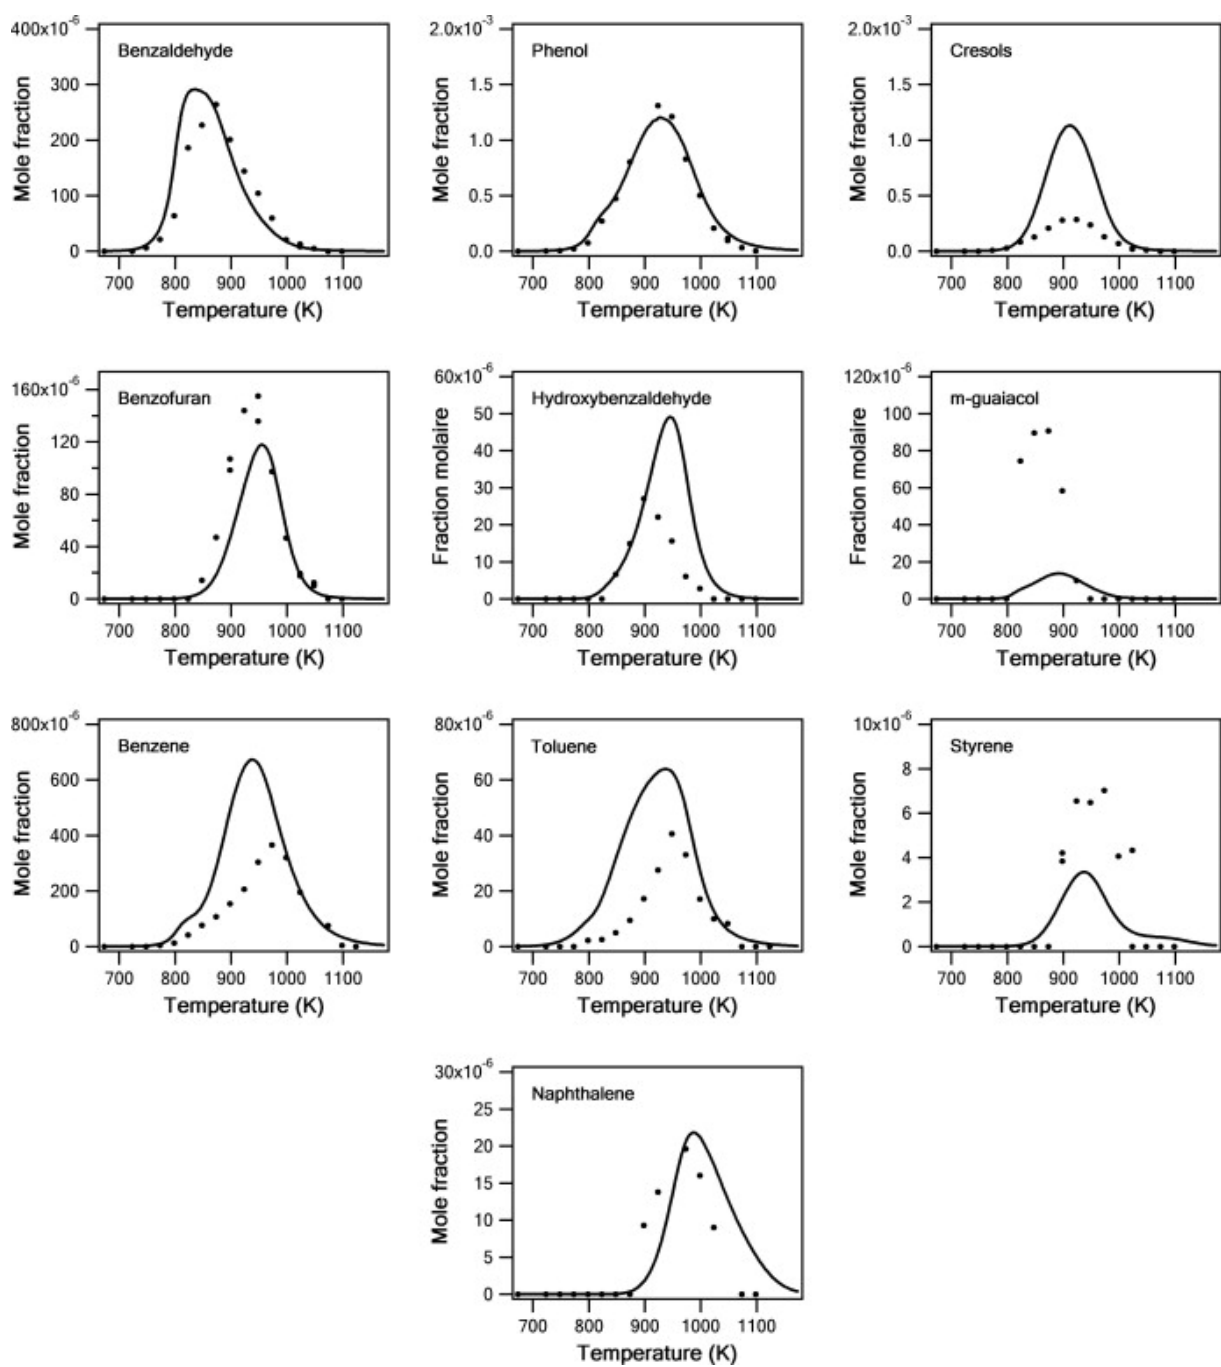 400x10⁻⁶
300
200
100
0
Mole fraction
Benzaldehyde
700 800 900 1000 1100
Temperature (K)
2.0x10⁻³
1.5
1.0
0.5
0.0
Mole fraction
Phenol
700 800 900 1000 1100
Temperature (K)
2.0x10⁻³
1.5
1.0
0.5
0.0
Mole fraction
Cresols
700 800 900 1000 1100
Temperature (K)
160x10⁻⁶
120
80
40
0
Mole fraction
Benzofuran
700 800 900 1000 1100
Temperature (K)
60x10⁻⁶
50
40
30
20
10
0
Fraction molaire
Hydroxybenzaldehyde
700 800 900 1000 1100
Temperature (K)
120x10⁻⁶
100
80
60
40
20
0
Fraction molaire
m-guaiacol
700 800 900 1000 1100
Temperature (K)
800x10⁻⁶
600
400
200
0
Mole fraction
Benzene
700 800 900 1000 1100
Temperature (K)
80x10⁻⁶
60
40
20
0
Mole fraction
Toluene
700 800 900 1000 1100
Temperature (K)
10x10⁻⁶
8
6
4
2
0
Mole fraction
Styrene
700 800 900 1000 1100
Temperature (K)
30x10⁻⁶
25
20
15
10
5
0
Mole fraction
Naphthalene
700 800 900 1000 1100
Temperature (K)